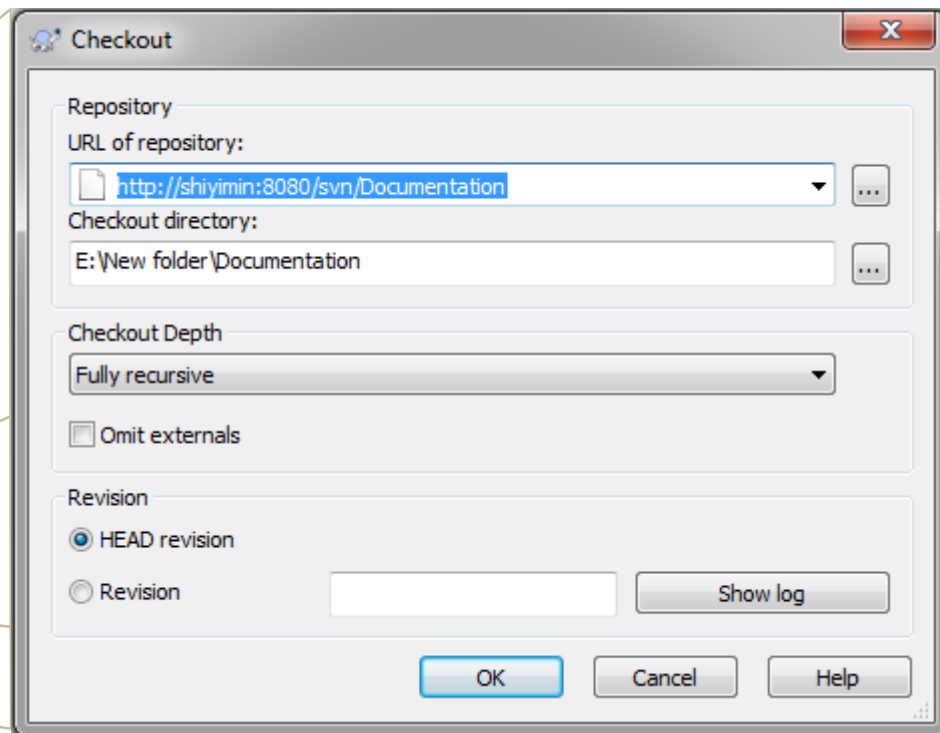 Checkout
Repository
URL of repository:
http://shiyimin:8080/svn/Documentation
...
Checkout directory:
E:\New folder\Documentation
...
Checkout Depth
Fully recursive
Omit externals
Revision
HEAD revision
Revision
Show log
OK
Cancel
Help